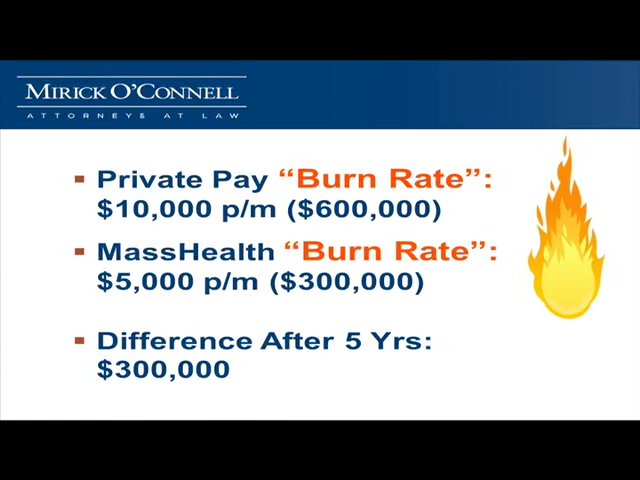 MIRICK O'CONNELL
ATTORNEYS AT LAW
Private Pay “Burn Rate”:
$10,000 p/m ($600,000)
MassHealth “Burn Rate”:
$5,000 p/m ($300,000)
Difference After 5 Yrs:
$300,000